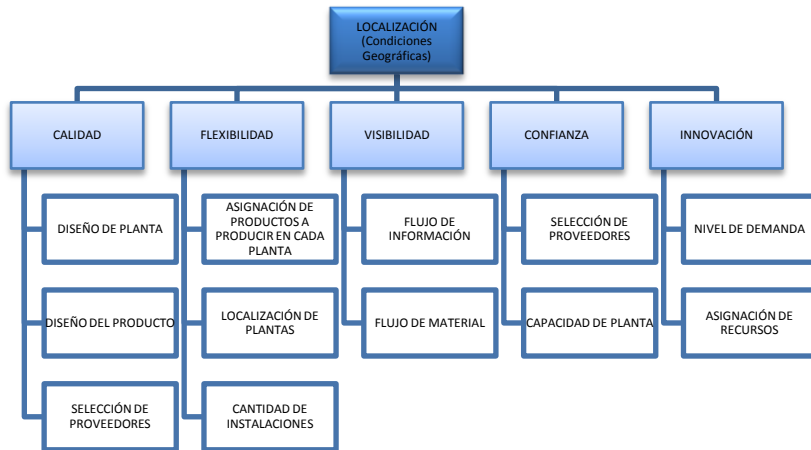 LOCALIZACIÓN
(Condiciones
Geográficas)
CALIDAD
FLEXIBILIDAD
VISIBILIDAD
CONFIANZA
INNOVACIÓN
DISEÑO DE PLANTA
DISEÑO DEL PRODUCTO
SELECCIÓN DE
PROVEEDORES
ASIGNACIÓN DE
PRODUCTOS A
PRODUCIR EN CADA
PLANTA
LOCALIZACIÓN DE
PLANTAS
CANTIDAD DE
INSTALACIONES
FLUJO DE
INFORMACIÓN
FLUJO DE MATERIAL
SELECCIÓN DE
PROVEEDORES
CAPACIDAD DE PLANTA
NIVEL DE DEMANDA
ASIGNACIÓN DE
RECURSOS